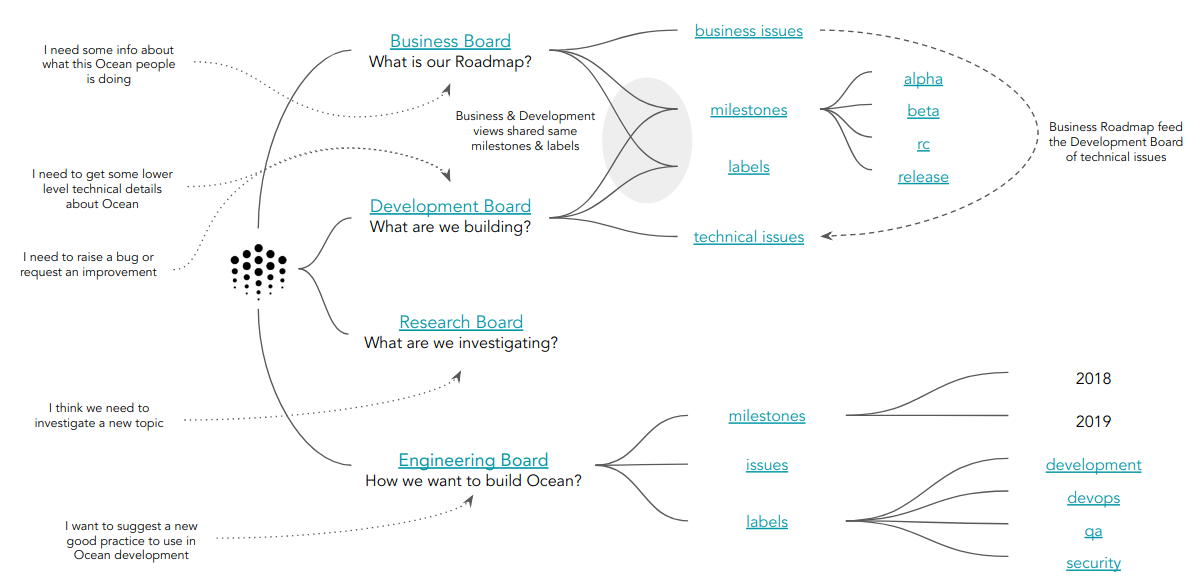 I need some info about
what this Ocean people
is doing
Business Board
What is our Roadmap?
Business & Development
views shared same
milestones & labels
business issues
milestones
alpha
beta
rc
release
labels
technical issues
Business Roadmap feed
the Development Board
of technical issues
I need to get some lower
level technical details
about Ocean
Development Board
What are we building?
I need to raise a bug or
request an improvement
Research Board
What are we investigating?
I think we need to
investigate a new topic
Engineering Board
How we want to build Ocean?
I want to suggest a new
good practice to use in
Ocean development
milestones
2018
2019
issues
labels
development
devops
qa
security